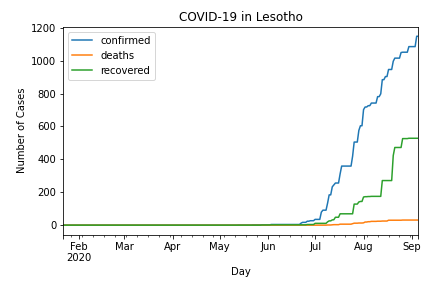 COVID-19 in Lesotho
confirmed
deaths
recovered
1200
1000
800
600
400
200
0
Number of Cases
Feb Mar Apr May Jun Jul Aug Sep
2020
Day